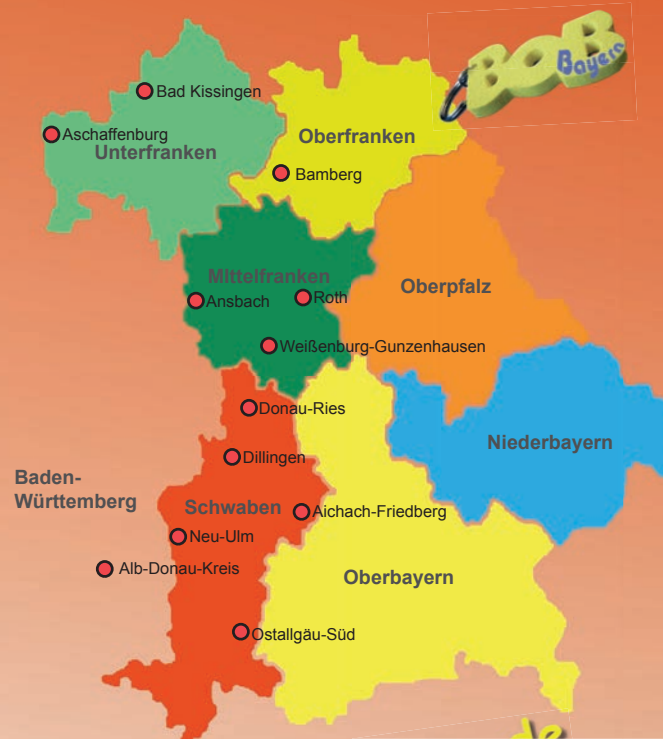 BOB
Bayern
Bad Kissingen
Aschaffenburg
Unterfranken
Oberfranken
Bamberg
MIttelfranken
Oberpfalz
Ansbach
Roth
Weißenburg-Gunzenhausen
Donau-Ries
Niederbayern
Dillingen
Baden-
Württemberg
Schwaben
Aichach-Friedberg
Neu-Ulm
Alb-Donau-Kreis
Oberbayern
Ostallgäu-Süd
de